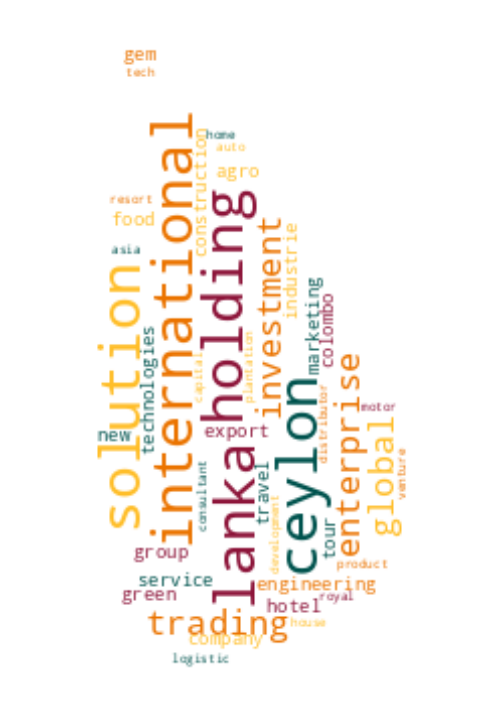 gem
tech
international
home
construction
auto
agro
resort
holding
food
investment
industrie
asia
solution
marketing
colombo
technologies
capital
plantation
enterprise
ceylon
distributor
motor
new
export
global
lanka
venture
consultant
travel
development
tour
group
product
service
engineering
green
royal
hotel
trading
house
company
logistic